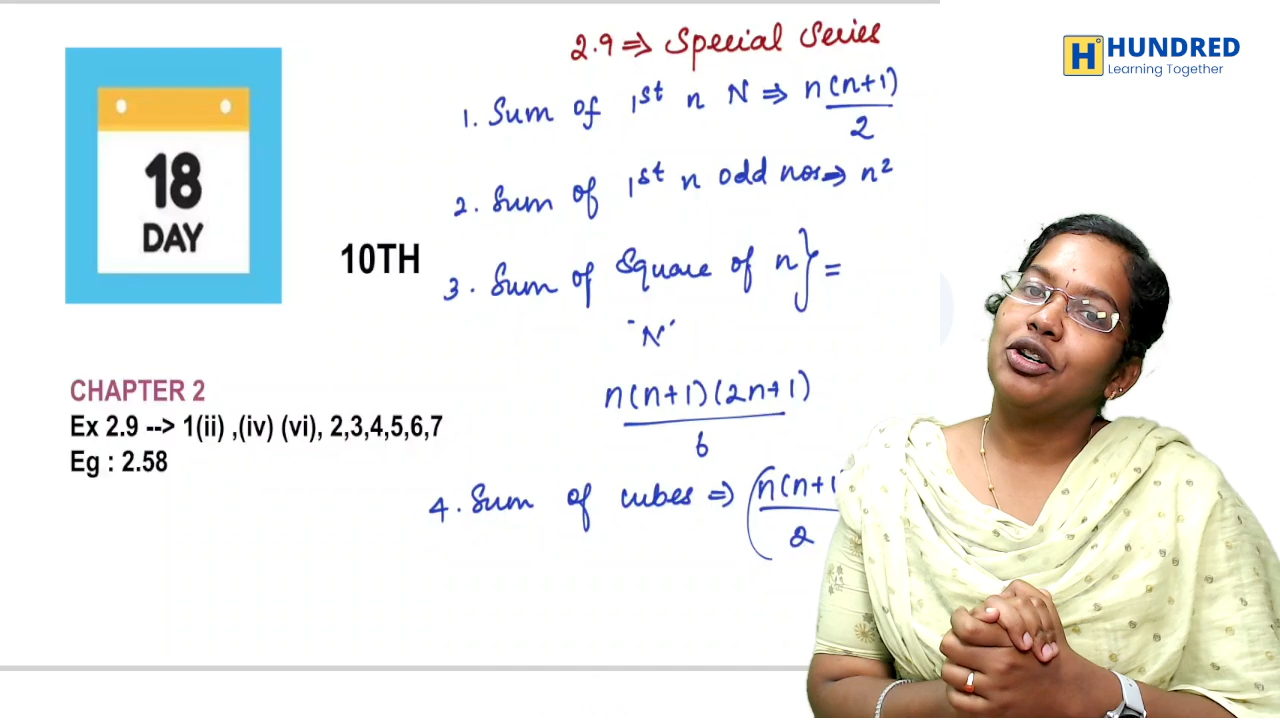 HUNDRED
Learning Together
2.9 ⇒ Special Series
1. Sum of 1st n N ⇒ n(n+1)
2
2. Sum of 1st n odd nos ⇒ n²
18
DAY
10TH
3. Sum of Square of n} =
"N"
n(n+1)(2n+1)
6
CHAPTER 2
Ex 2.9 --> 1(ii) ,(iv) (vi), 2,3,4,5,6,7
Eg : 2.58
4. Sum of cubes ⇒ (n(n+1
2